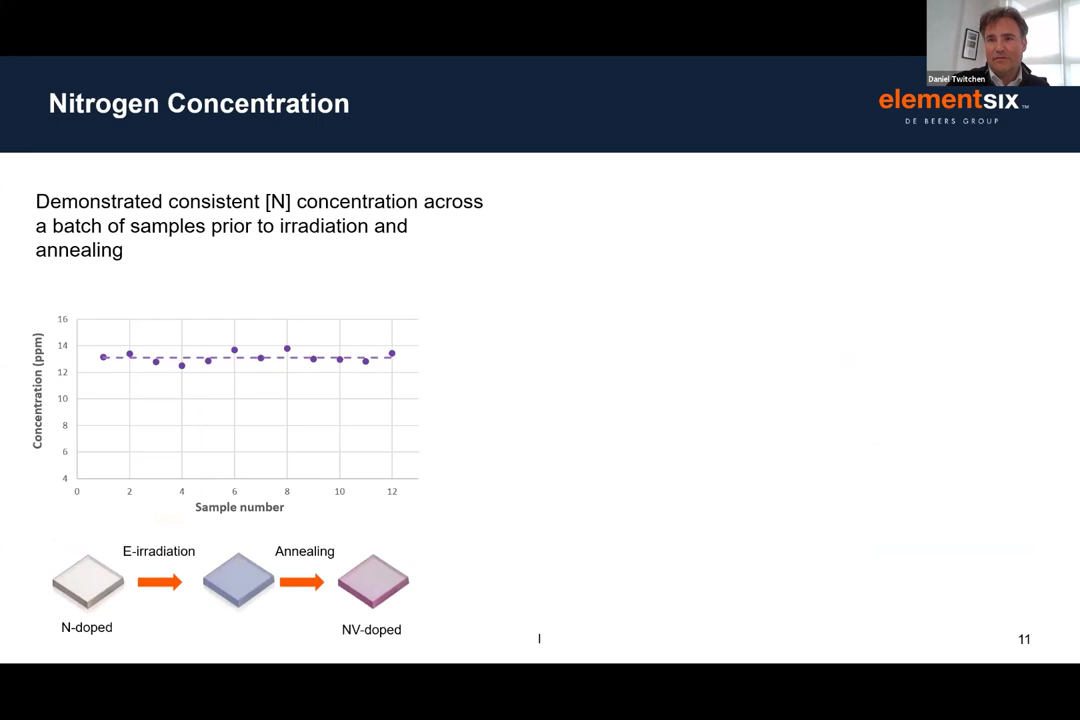 Daniel Twitchen
Nitrogen Concentration
elementsix™
DE BEERS GROUP
Demonstrated consistent [N] concentration across
a batch of samples prior to irradiation and
annealing
Concentration (ppm)
16
14
12
10
8
6
4
0 2 4 6 8 10 12
Sample number
E-irradiation
Annealing
N-doped
NV-doped
I
11